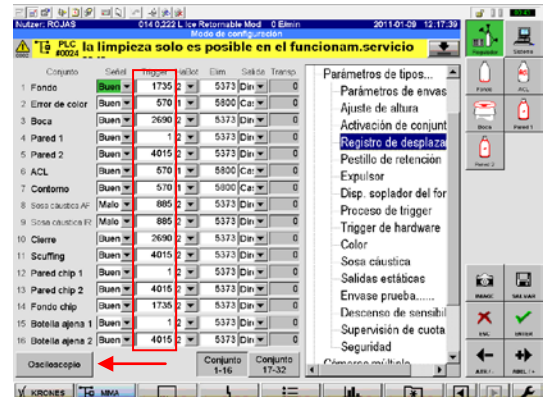 Nutzer: ROJAS 014 0,222 L Ice Retornable Mod 0 E/min 2011-01-09 12:17:39
Modo de configuración
PLC #0024 la limpieza solo es posible en el funcionam.servicio
Conjunto Señal Trigger Elim Salida Transp.
1 Fondo Buen 1735 2 5373 Din 0
2 Error de color Buen 570 1 5800 Ca: 0
3 Boca Buen 2690 2 5373 Din 0
4 Pared 1 Buen 1 2 5373 Din 0
5 Pared 2 Buen 4015 2 5373 Din 0
6 ACL Buen 570 1 5800 Ca: 0
7 Contorno Buen 570 1 5800 Ca: 0
8 Sosa cáustica AF Malo 885 2 5373 Din 0
9 Sosa cáustica IR Malo 885 2 5373 Din 0
10 Cierre Buen 2690 2 5373 Din 0
11 Scuffing Buen 4015 2 5373 Din 0
12 Pared chip 1 Buen 1 2 5373 Din 0
13 Pared chip 2 Buen 4015 2 5373 Din 0
14 Fondo chip Buen 1735 2 5373 Din 0
15 Botella ajena 1 Buen 1 2 5373 Din 0
16 Botella ajena 2 Buen 4015 2 5373 Din 0
Osciloscopio
Conjunto 1-16
Conjunto 17-32
Parámetros de tipos...
Parámetros de envas
Ajuste de altura
Activación de conjunt
Registro de desplaza
Pestillo de retención
Expulsor
Disp. soplador del for
Proceso de trigger
Trigger de hardware
Color
Sosa cáustica
Salidas estáticas
Envase prueba......
Descenso de sensibil
Supervisión de cuota
Seguridad
Cámaras múltiple
Sistema
Fondo
ACL
Boca
Pared 1
Pared 2
SALVAR
ESC
ENTER
KRONES
MMA